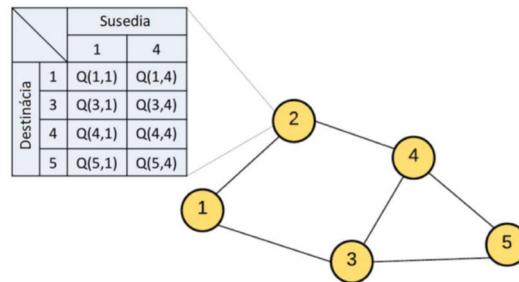 Susedia
1 4
Destinácia
1 Q(1,1) Q(1,4)
3 Q(3,1) Q(3,4)
4 Q(4,1) Q(4,4)
5 Q(5,1) Q(5,4)
2
4
1
5
3